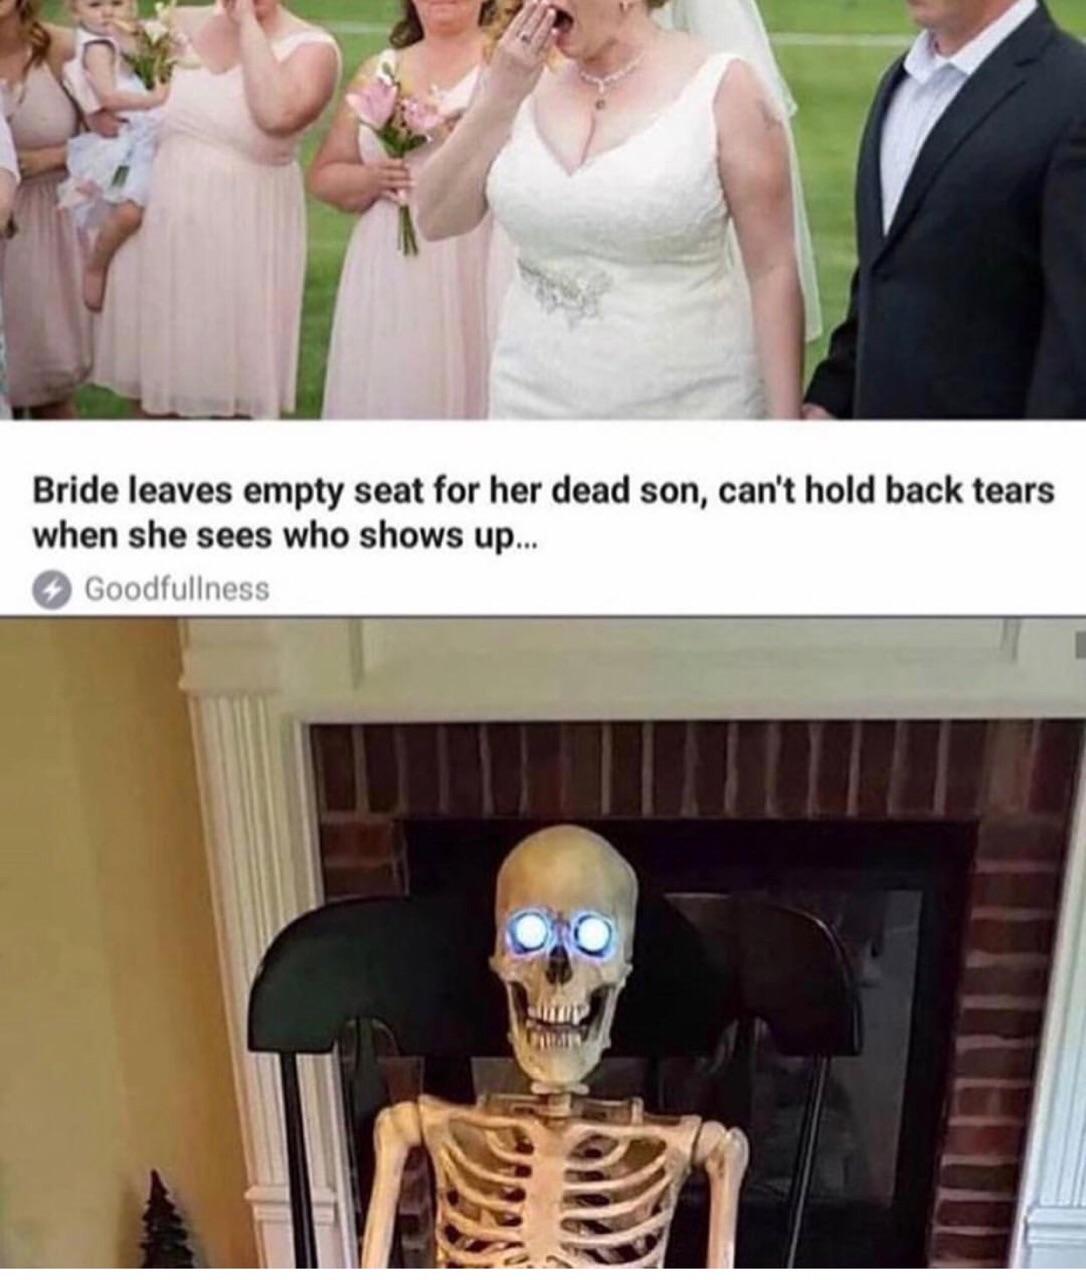 Bride leaves empty seat for her dead son, can't hold back tears
when she sees who shows up...
Goodfullness